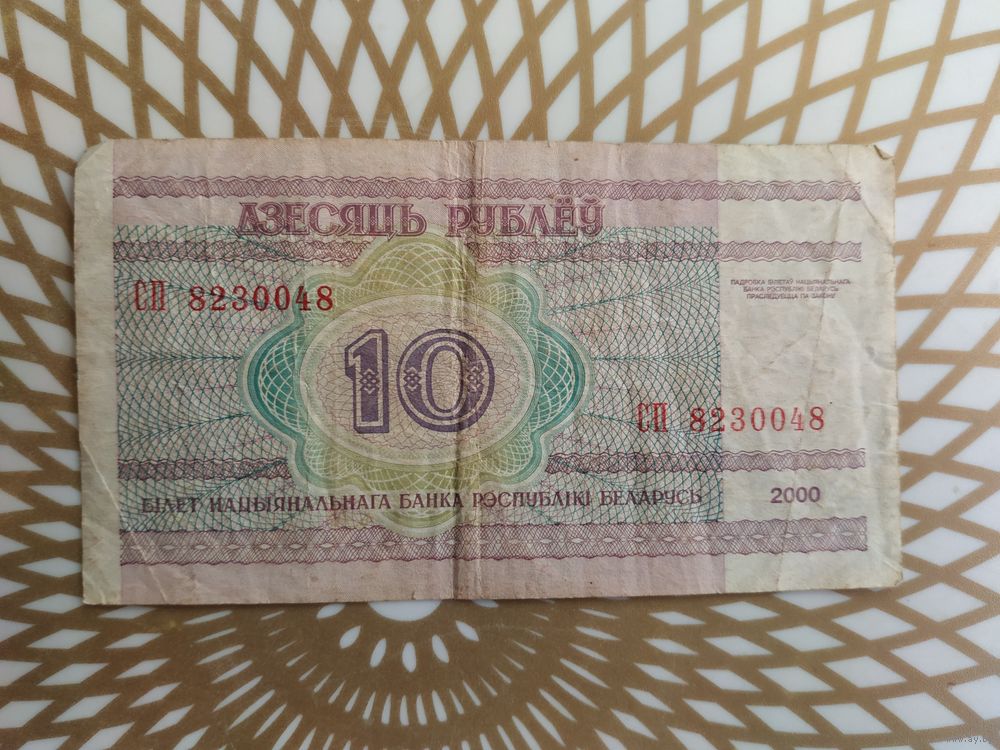 ДЗЕСЯЦЬ РУБЛЁЎ
СП 8230048
ПАДРОБКА БІЛЕТАЎ НАЦЫЯНАЛЬНАГА
БАНКА РЭСПУБЛІКІ БЕЛАРУСЬ
ПРАСЛЕДУЕЦЦА ПА ЗАКОНУ
10
СП 8230048
БІЛЕТ НАЦЫЯНАЛЬНАГА БАНКА РЭСПУБЛІКІ БЕЛАРУСЬ 2000